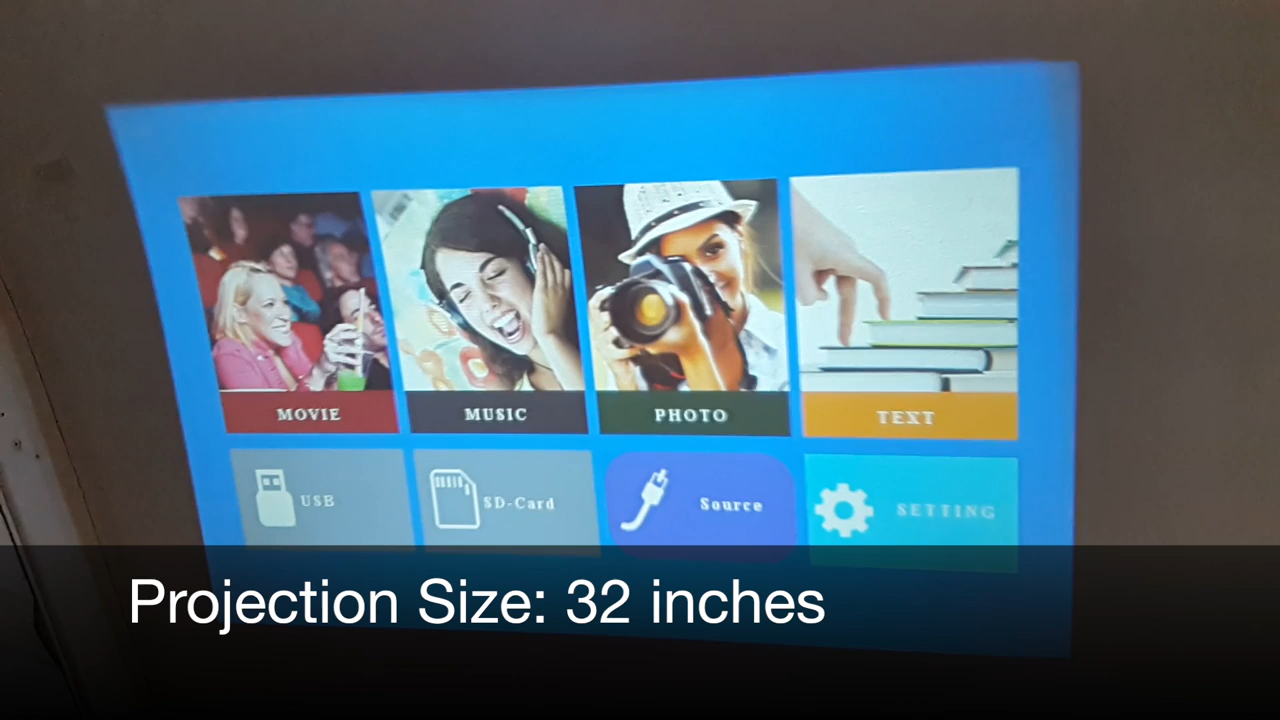 MOVIE
MUSIC
PHOTO
TEXT
USB
SD-Card
Source
SETTING
Projection Size: 32 inches